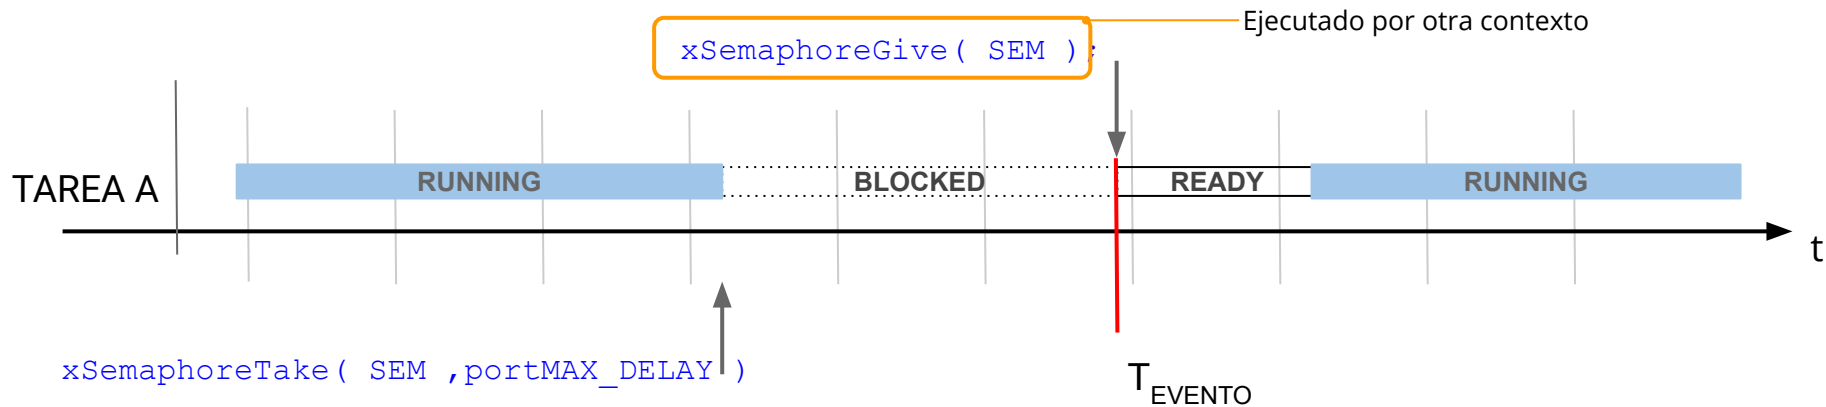 Ejecutado por otra contexto
xSemaphoreGive( SEM );
TAREA A
RUNNING
BLOCKED
READY
RUNNING
t
xSemaphoreTake( SEM ,portMAX_DELAY )
TEVENTO